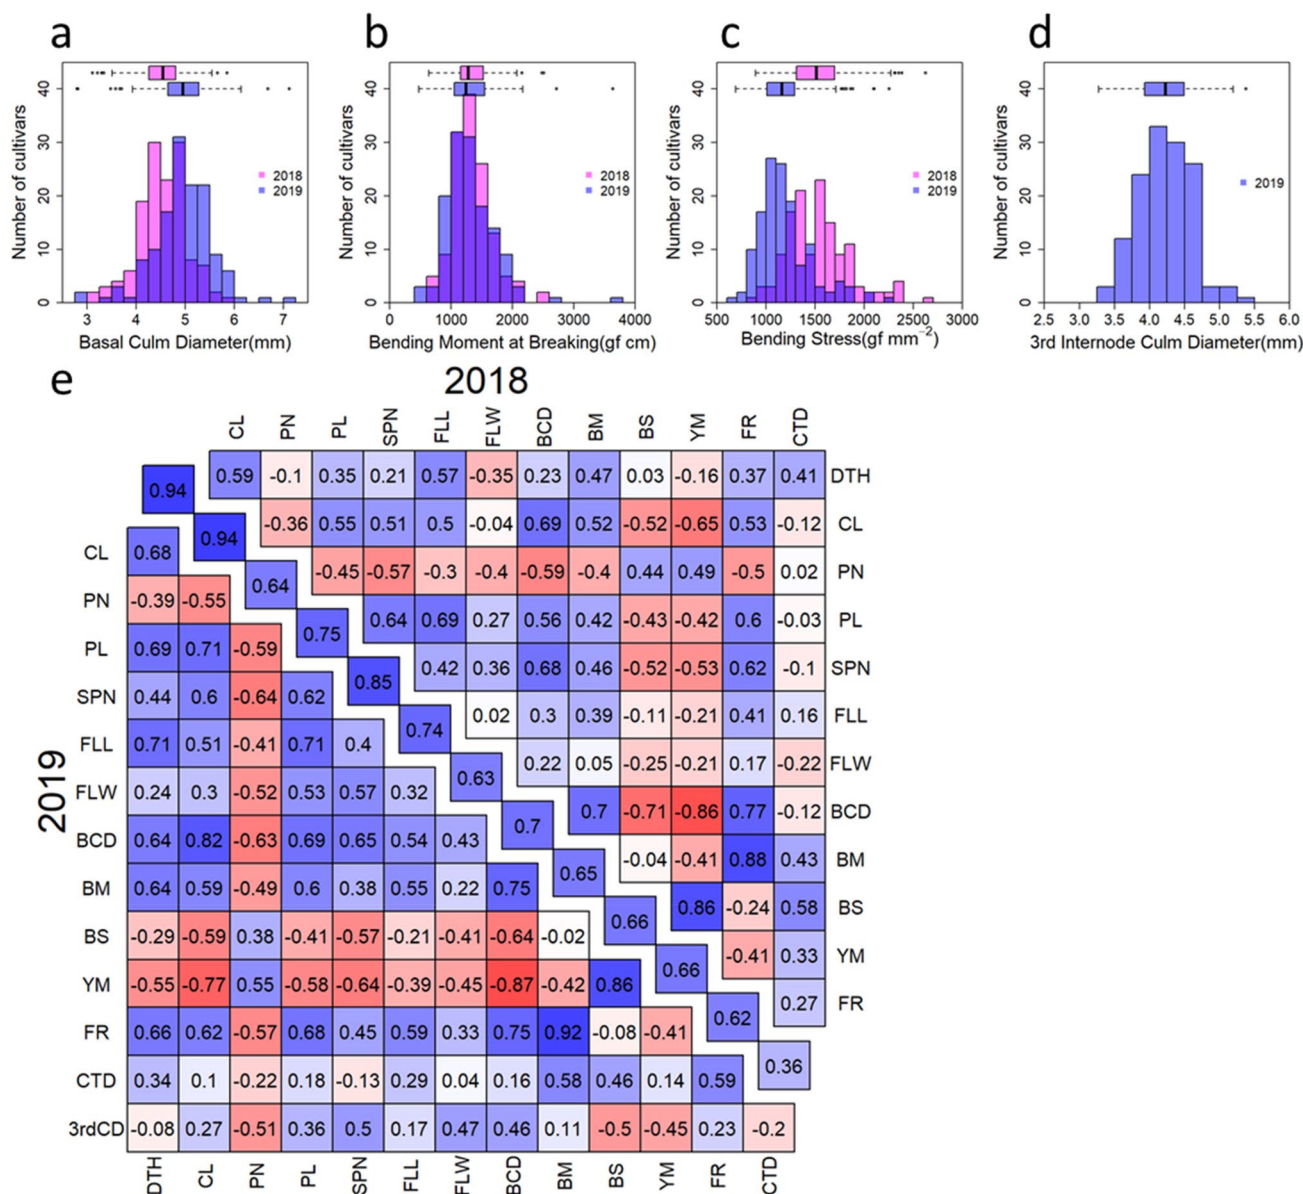 a
b
c
d
Number of cultivars
40
30
20
10
0
2018
2019
3 4 5 6 7
Basal Culm Diameter(mm)
Number of cultivars
40
30
20
10
0
2018
2019
0 1000 2000 3000 4000
Bending Moment at Breaking(gf cm)
Number of cultivars
40
30
20
10
0
2018
2019
500 1000 1500 2000 2500 3000
Bending Stress(gf mm⁻²)
Number of cultivars
40
30
20
10
0
2019
2.5 3.0 3.5 4.0 4.5 5.0 5.5 6.0
3rd Internode Culm Diameter(mm)
e
2018
CL PN PL SPN FLL FLW BCD BM BS YM FR CTD
0.59 -0.1 0.35 0.21 0.57 -0.35 0.23 0.47 0.03 -0.16 0.37 0.41 DTH
0.94
-0.36 0.55 0.51 0.5 -0.04 0.69 0.52 -0.52 -0.65 0.53 -0.12 CL
0.94
CL 0.68
-0.45 -0.57 -0.3 -0.4 -0.59 -0.4 0.44 0.49 -0.5 0.02 PN
0.64
PN -0.39 -0.55
0.64 0.69 0.27 0.56 0.42 -0.43 -0.42 0.6 -0.03 PL
0.75
PL 0.69 0.71 -0.59
0.42 0.36 0.68 0.46 -0.52 -0.53 0.62 -0.1 SPN
0.85
SPN 0.44 0.6 -0.64 0.62
0.02 0.3 0.39 -0.11 -0.21 0.41 0.16 FLL
0.74
FLL 0.71 0.51 -0.41 0.71 0.4
0.22 0.05 -0.25 -0.21 0.17 -0.22 FLW
0.63
2019
FLW 0.24 0.3 -0.52 0.53 0.57 0.32
0.7 -0.71 -0.86 0.77 -0.12 BCD
0.7
BCD 0.64 0.82 -0.63 0.69 0.65 0.54 0.43
-0.04 -0.41 0.88 0.43 BM
0.65
BM 0.64 0.59 -0.49 0.6 0.38 0.55 0.22 0.75
0.86 -0.24 0.58 BS
0.66
BS -0.29 -0.59 0.38 -0.41 -0.57 -0.21 -0.41 -0.64 -0.02
-0.41 0.33 YM
0.66
YM -0.55 -0.77 0.55 -0.58 -0.64 -0.39 -0.45 -0.87 -0.42 0.86
0.27 FR
0.62
FR 0.66 0.62 -0.57 0.68 0.45 0.59 0.33 0.75 0.92 -0.08 -0.41
0.36
CTD 0.34 0.1 -0.22 0.18 -0.13 0.29 0.04 0.16 0.58 0.46 0.14 0.59
3rdCD -0.08 0.27 -0.51 0.36 0.5 0.17 0.47 0.46 0.11 -0.5 -0.45 0.23 -0.2
DTH CL PN PL SPN FLL FLW BCD BM BS YM FR CTD